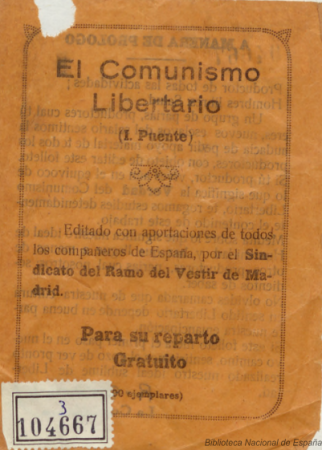 El Comunismo
Libertario
(I. Puente)
Editado con aportaciones de todos
los compañeros de España, por el Sin-
dicato del Ramo del Vestir de Ma-
drid.
Para su reparto
Gratuito
ejemplares)
3
104667
Biblioteca Nacional de España